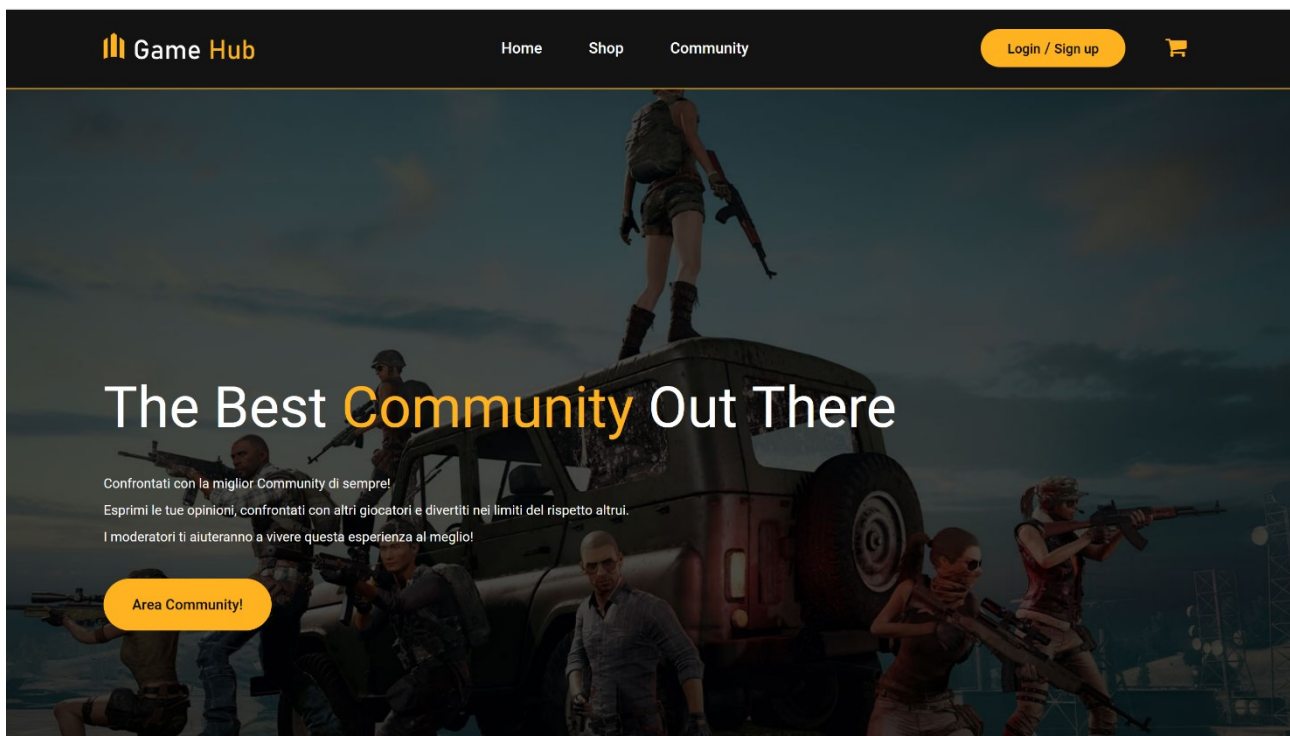 Game Hub
Home
Shop
Community
Login / Sign up
The Best Community Out There
Confrontati con la miglior Community di sempre!
Esprimi le tue opinioni, confrontati con altri giocatori e divertiti nei limiti del rispetto altrui.
I moderatori ti aiuteranno a vivere questa esperienza al meglio!
Area Community!